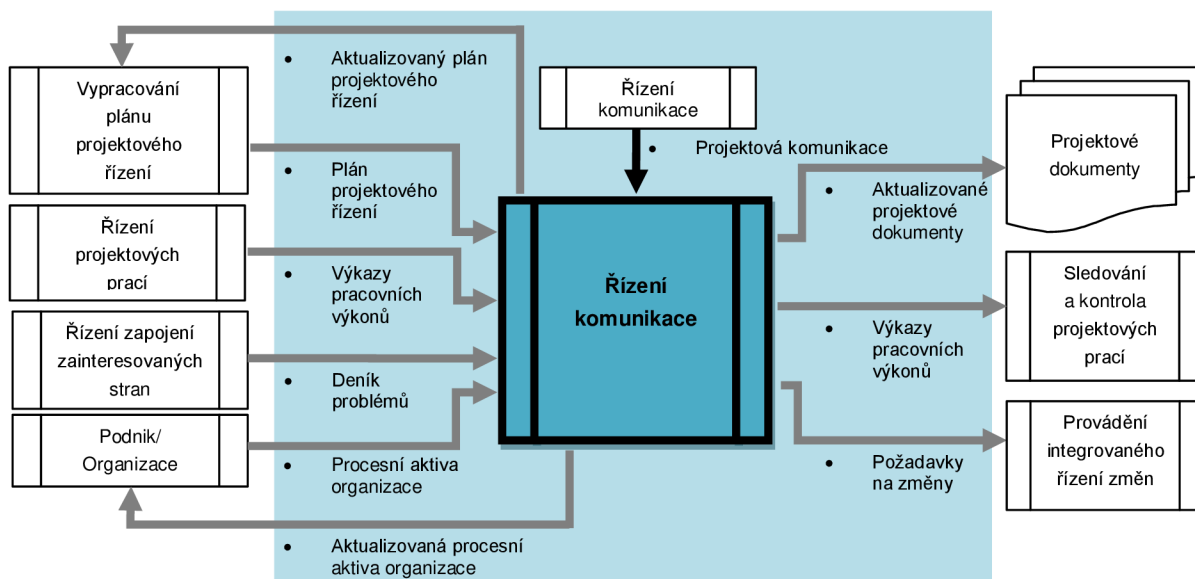 Vypracování
plánu
projektového
řízení
Řízení
projektových
prací
Řízení zapojení
zainteresovaných
stran
Podnik/
Organizace
• Aktualizovaný plán
projektového
řízení
• Plán
projektového
řízení
• Výkazy
pracovních
výkonů
• Deník
problémů
• Procesní aktiva
organizace
• Aktualizovaná procesní
aktiva organizace
Řízení
komunikace
• Projektová komunikace
Řízení
komunikace
• Aktualizované
projektové
dokumenty
• Výkazy
pracovních
výkonů
• Požadavky
na změny
Projektové
dokumenty
Sledování
a kontrola
projektových
prací
Provádění
integrovaného
řízení změn